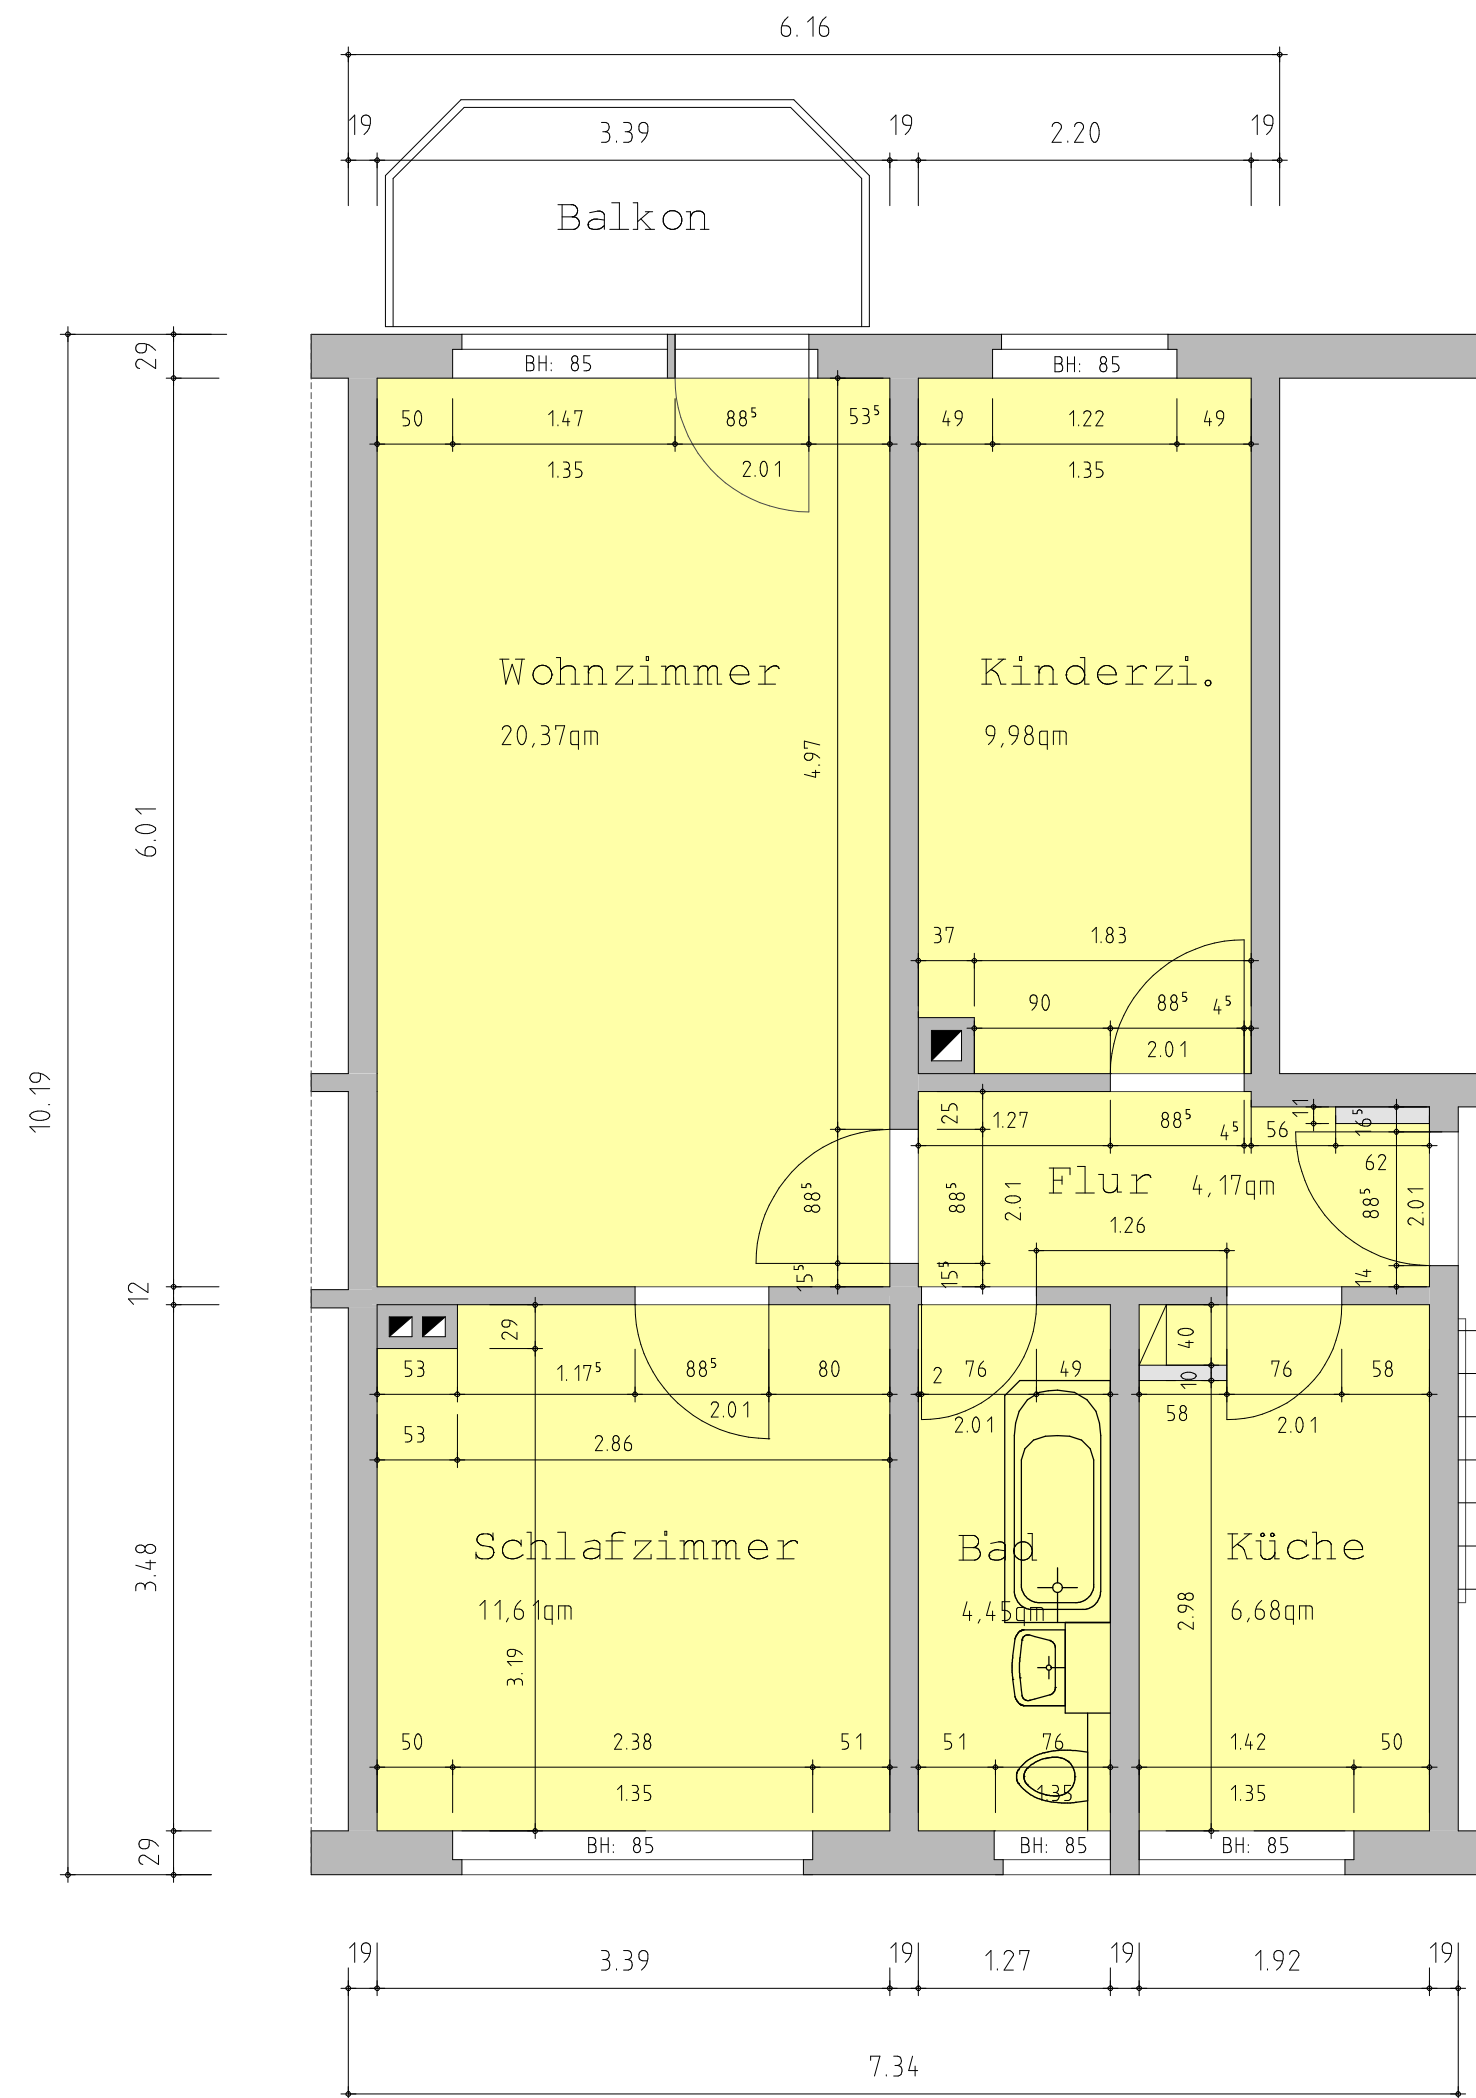 6.16
19 3.39 19 2.20 19
Balkon
29
BH: 85 BH: 85
50 1.47 88⁵ 53⁵ 49 1.22 49
1.35 2.01 1.35
Wohnzimmer Kinderzi.
20,37qm 9,98qm
4.97
6.01
37 1.83
90 88⁵ 4⁵
2.01
10.19
25 1.27 88⁵ 4⁵ 56 11 16⁵
62
88⁵ 88⁵ 2.01 Flur 4,17qm 88⁵ 2.01
1.26
15⁵ 15⁵ 14
12
29 40
53 1.17⁵ 88⁵ 80 2 76 49 10 76 58
2.01 2.01 58 2.01
53 2.86
Schlafzimmer Bad Küche
3.48
11,61qm 4,45qm 2.98 6,68qm
3.19
50 2.38 51 51 76 1.42 50
1.35 1.35 1.35
29
BH: 85 BH: 85 BH: 85
19 3.39 19 1.27 19 1.92 19
7.34